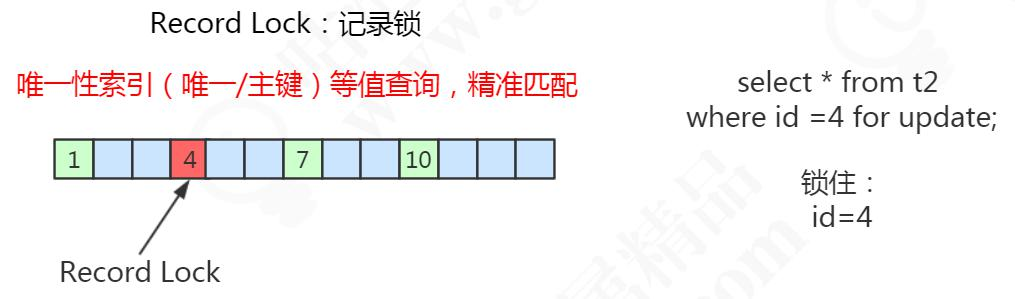 Record Lock：记录锁
唯一性索引（唯一/主键）等值查询，精准匹配
select * from t2
where id =4 for update;
1 4 7 10
锁住：
id=4
Record Lock